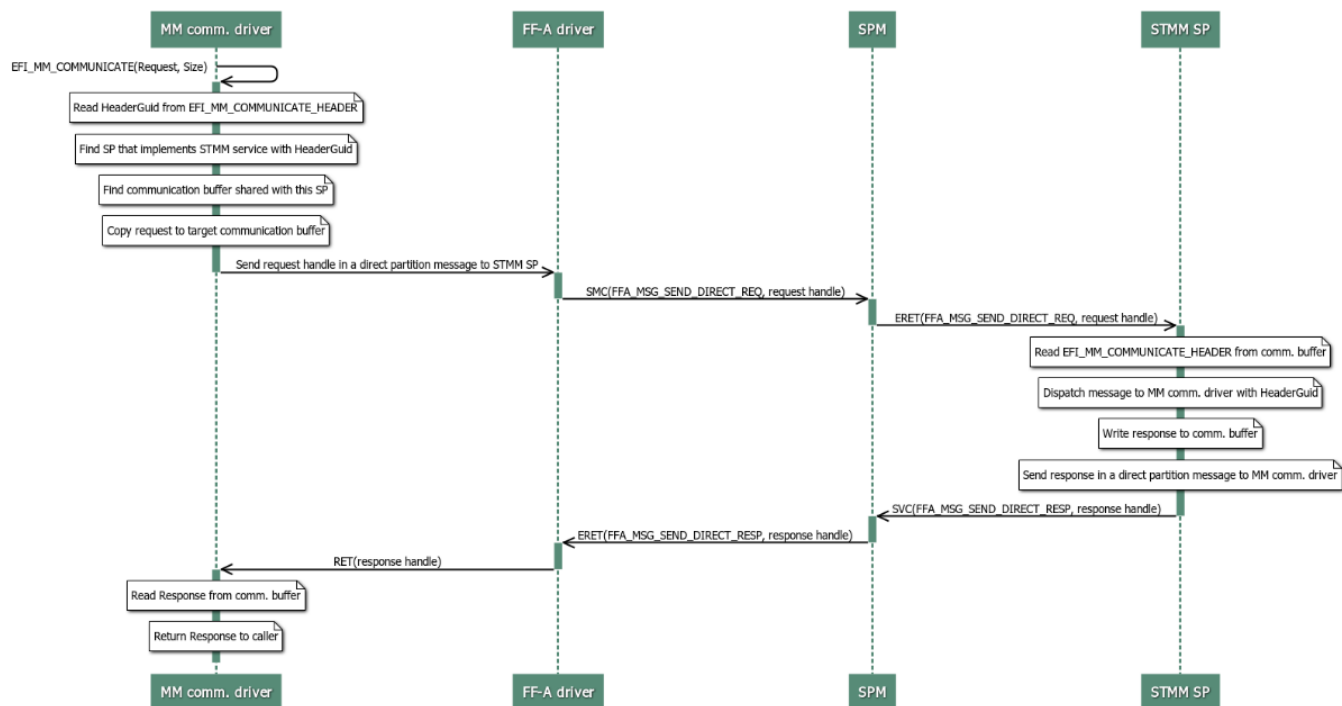 MM comm. driver
FF-A driver
SPM
STMM SP
EFI_MM_COMMUNICATE(Request, Size)
Read HeaderGuid from EFI_MM_COMMUNICATE_HEADER
Find SP that implements STMM service with HeaderGuid
Find communication buffer shared with this SP
Copy request to target communication buffer
Send request handle in a direct partition message to STMM SP
SMC(FFA_MSG_SEND_DIRECT_REQ, request handle)
ERET(FFA_MSG_SEND_DIRECT_REQ, request handle)
Read EFI_MM_COMMUNICATE_HEADER from comm. buffer
Dispatch message to MM comm. driver with HeaderGuid
Write response to comm. buffer
Send response in a direct partition message to MM comm. driver
SVC(FFA_MSG_SEND_DIRECT_RESP, response handle)
ERET(FFA_MSG_SEND_DIRECT_RESP, response handle)
RET(response handle)
Read Response from comm. buffer
Return Response to caller
MM comm. driver
FF-A driver
SPM
STMM SP